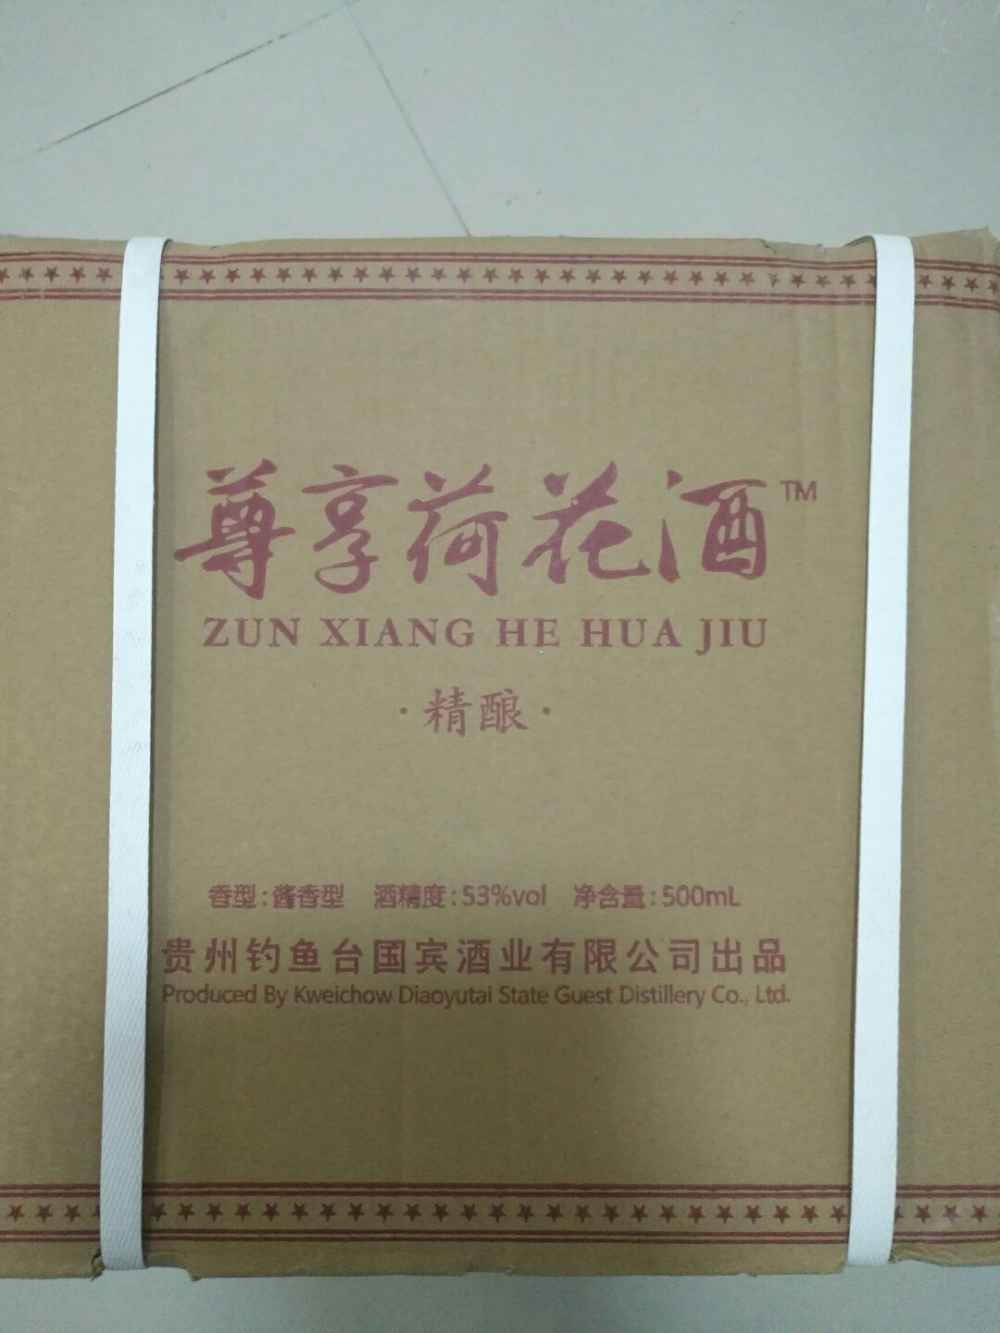 尊享荷花酒™
ZUN XIANG HE HUA JIU
·精酿·
香型:酱香型 酒精度:53%vol 净含量:500mL
贵州钓鱼台国宾酒业有限公司出品
Produced By Kweichow Diaoyutai State Guest Distillery Co., Ltd.